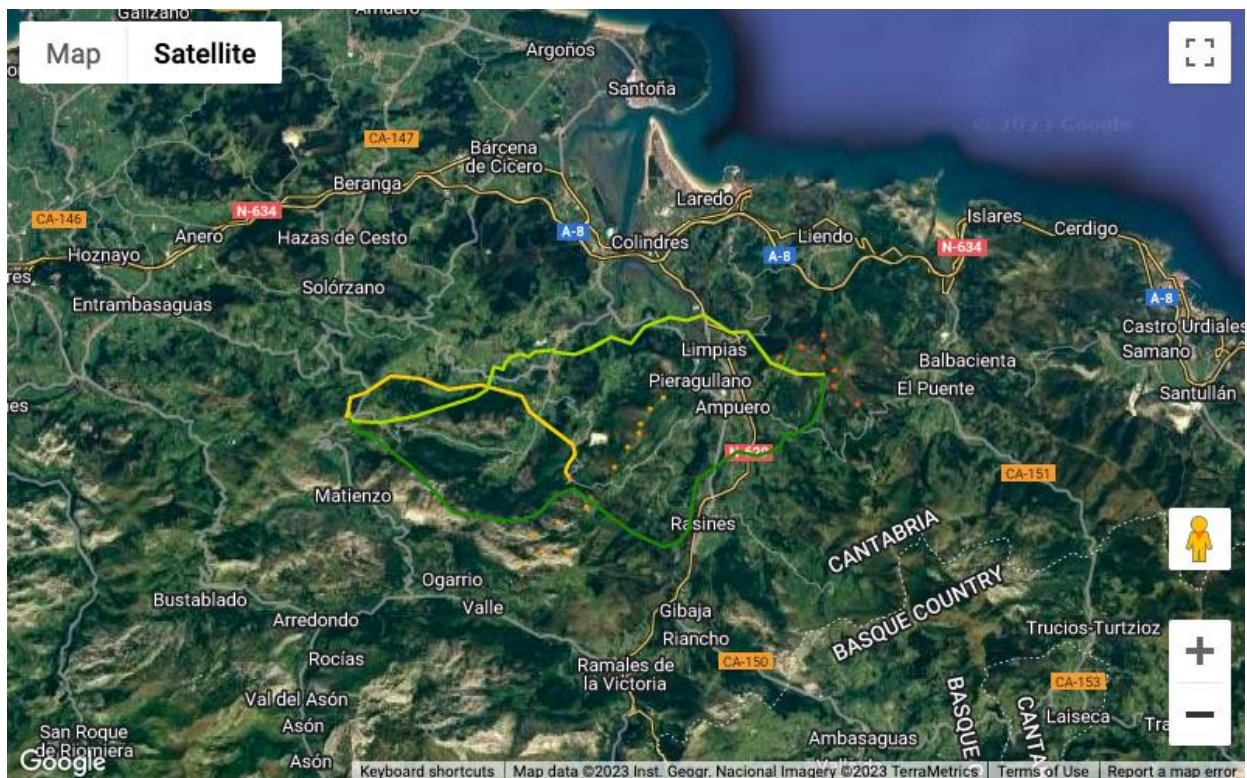 Galizano
Map
Satellite
Argoños
Santoña
© 2023 Google
CA-147
Bárcena
de Cicero
Beranga
Laredo
N-634
CA-146
Islares
Anero
Hazas de Cesto
A-8
Colindres
Liendo
N-634
Cerdigo
Hoznayo
A-8
Solórzano
A-8
Entrambasaguas
Castro Urdiales
Limpias
Balbacienta
Samano
Pieragullano
El Puente
Santullán
Ampuero
CA-151
Matienzo
Rasines
CANTABRIA
Ogarrio
BASQUE COUNTRY
Bustablado
Valle
Gibaja
Arredondo
Riancho
Trucios-Turtzioz
Rocías
Ramales de
la Victoria
CA-150
CA-153
Val del Asón
Laiseca
Asón
San Roque
de Riomiera
Ambasaguas
Asón
Google
Keyboard shortcuts
Map data ©2023 Inst. Geogr. Nacional Imagery ©2023 TerraMetrics
Terms of Use
Report a map error